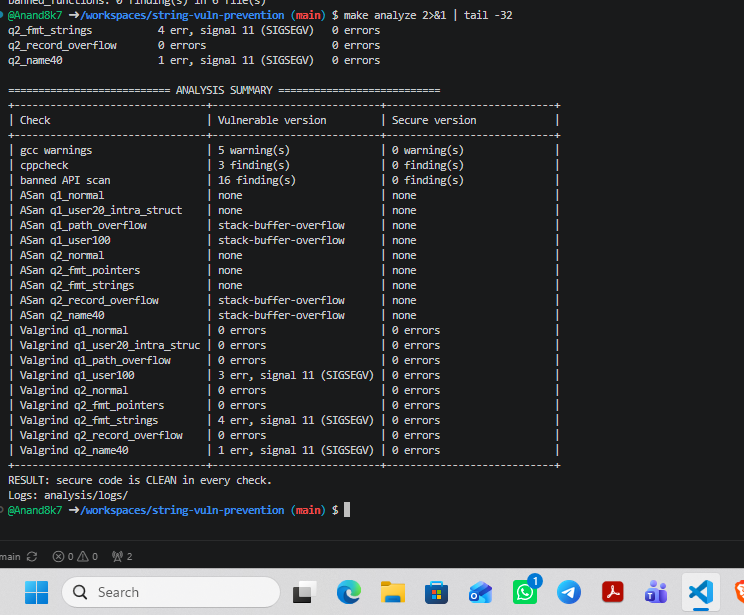 banned_functions: 0 finding(s) in 6 file(s)
@Anand8k7 ➜/workspaces/string-vuln-prevention (main) $ make analyze 2>&1 | tail -32
q2_fmt_strings 4 err, signal 11 (SIGSEGV) 0 errors
q2_record_overflow 0 errors 0 errors
q2_name40 1 err, signal 11 (SIGSEGV) 0 errors
=========================== ANALYSIS SUMMARY ===========================
+--------------------------------+----------------------------+----------------------------+
| Check | Vulnerable version | Secure version |
+--------------------------------+----------------------------+----------------------------+
| gcc warnings | 5 warning(s) | 0 warning(s) |
| cppcheck | 3 finding(s) | 0 finding(s) |
| banned API scan | 16 finding(s) | 0 finding(s) |
| ASan q1_normal | none | none |
| ASan q1_user20_intra_struct | none | none |
| ASan q1_path_overflow | stack-buffer-overflow | none |
| ASan q1_user100 | stack-buffer-overflow | none |
| ASan q2_normal | none | none |
| ASan q2_fmt_pointers | none | none |
| ASan q2_fmt_strings | none | none |
| ASan q2_record_overflow | stack-buffer-overflow | none |
| ASan q2_name40 | stack-buffer-overflow | none |
| Valgrind q1_normal | 0 errors | 0 errors |
| Valgrind q1_user20_intra_struc | 0 errors | 0 errors |
| Valgrind q1_path_overflow | 0 errors | 0 errors |
| Valgrind q1_user100 | 3 err, signal 11 (SIGSEGV) | 0 errors |
| Valgrind q2_normal | 0 errors | 0 errors |
| Valgrind q2_fmt_pointers | 0 errors | 0 errors |
| Valgrind q2_fmt_strings | 4 err, signal 11 (SIGSEGV) | 0 errors |
| Valgrind q2_record_overflow | 0 errors | 0 errors |
| Valgrind q2_name40 | 1 err, signal 11 (SIGSEGV) | 0 errors |
+--------------------------------+----------------------------+----------------------------+
RESULT: secure code is CLEAN in every check.
Logs: analysis/logs/
@Anand8k7 ➜/workspaces/string-vuln-prevention (main) $
main 0 0 2
Search 1